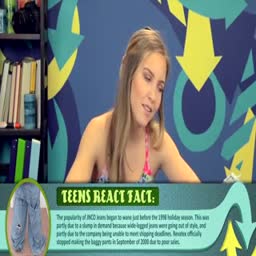 TEENS REACT FACT:
The popularity of JNCO Jeans began to wane just before the 1998 holiday season. This was
partly due to a slump in demand because wide-legged jeans were going out of style, and
partly due to the company being unable to meet shipping deadlines. Revatex officially
stopped making the baggy pants in September of 2000 due to poor sales.